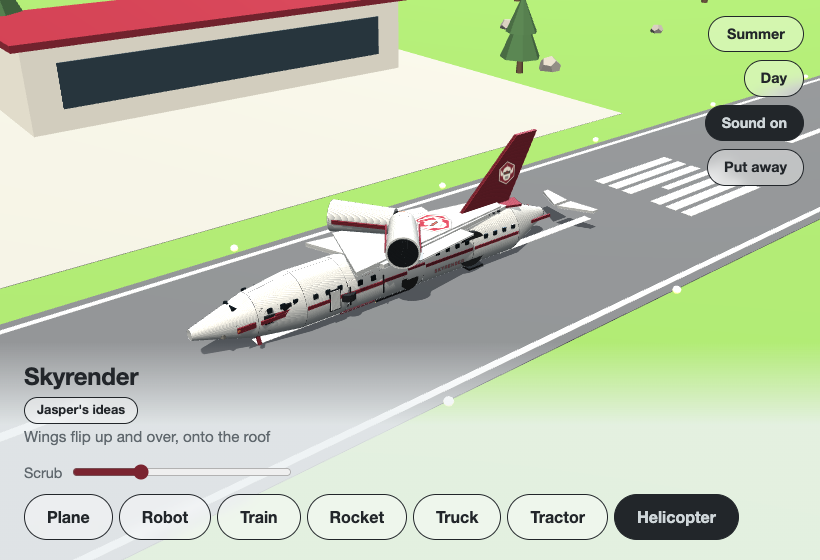 Summer
Day
Sound on
Put away
Skyrender
Jasper's ideas
Wings flip up and over, onto the roof
Scrub
Plane
Robot
Train
Rocket
Truck
Tractor
Helicopter